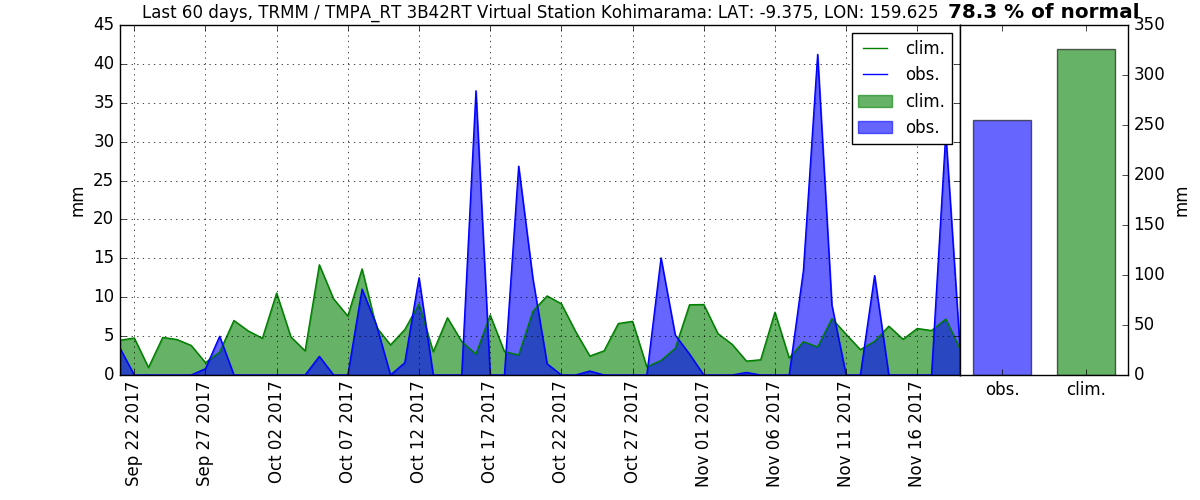 Last 60 days, TRMM / TMPA_RT 3B42RT Virtual Station Kohimarama: LAT: -9.375, LON: 159.625 78.3 % of normal
45
40
35
30
25
20
15
10
5
0
mm
clim.
obs.
clim.
obs.
350
300
250
200
150
100
50
0
mm
Sep 22 2017
Sep 27 2017
Oct 02 2017
Oct 07 2017
Oct 12 2017
Oct 17 2017
Oct 22 2017
Oct 27 2017
Nov 01 2017
Nov 06 2017
Nov 11 2017
Nov 16 2017
obs.
clim.